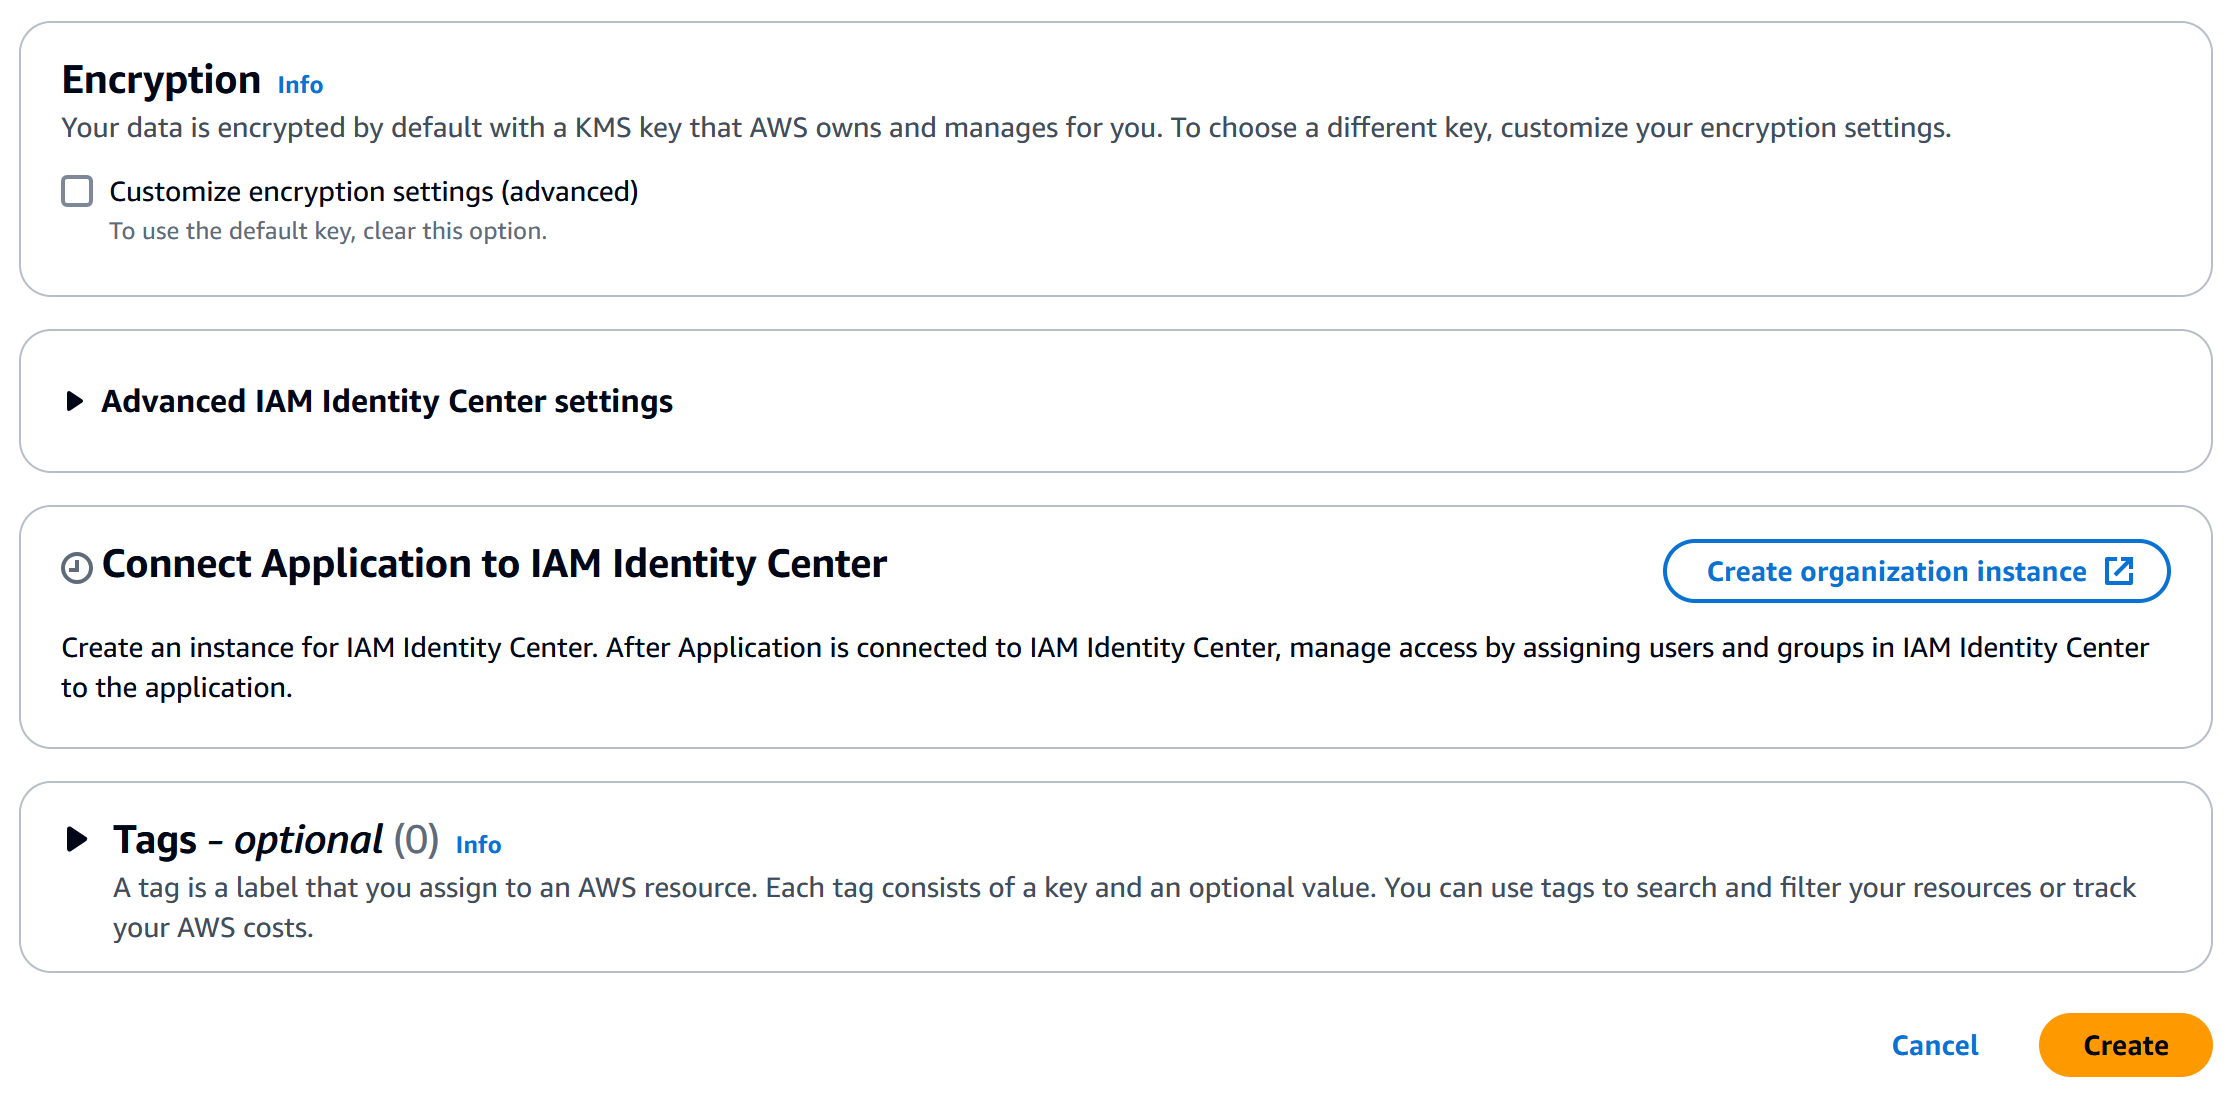 Encryption Info
Your data is encrypted by default with a KMS key that AWS owns and manages for you. To choose a different key, customize your encryption settings.
Customize encryption settings (advanced)
To use the default key, clear this option.
Advanced IAM Identity Center settings
Connect Application to IAM Identity Center
Create organization instance
Create an instance for IAM Identity Center. After Application is connected to IAM Identity Center, manage access by assigning users and groups in IAM Identity Center
to the application.
Tags - optional (0) Info
A tag is a label that you assign to an AWS resource. Each tag consists of a key and an optional value. You can use tags to search and filter your resources or track
your AWS costs.
Cancel
Create